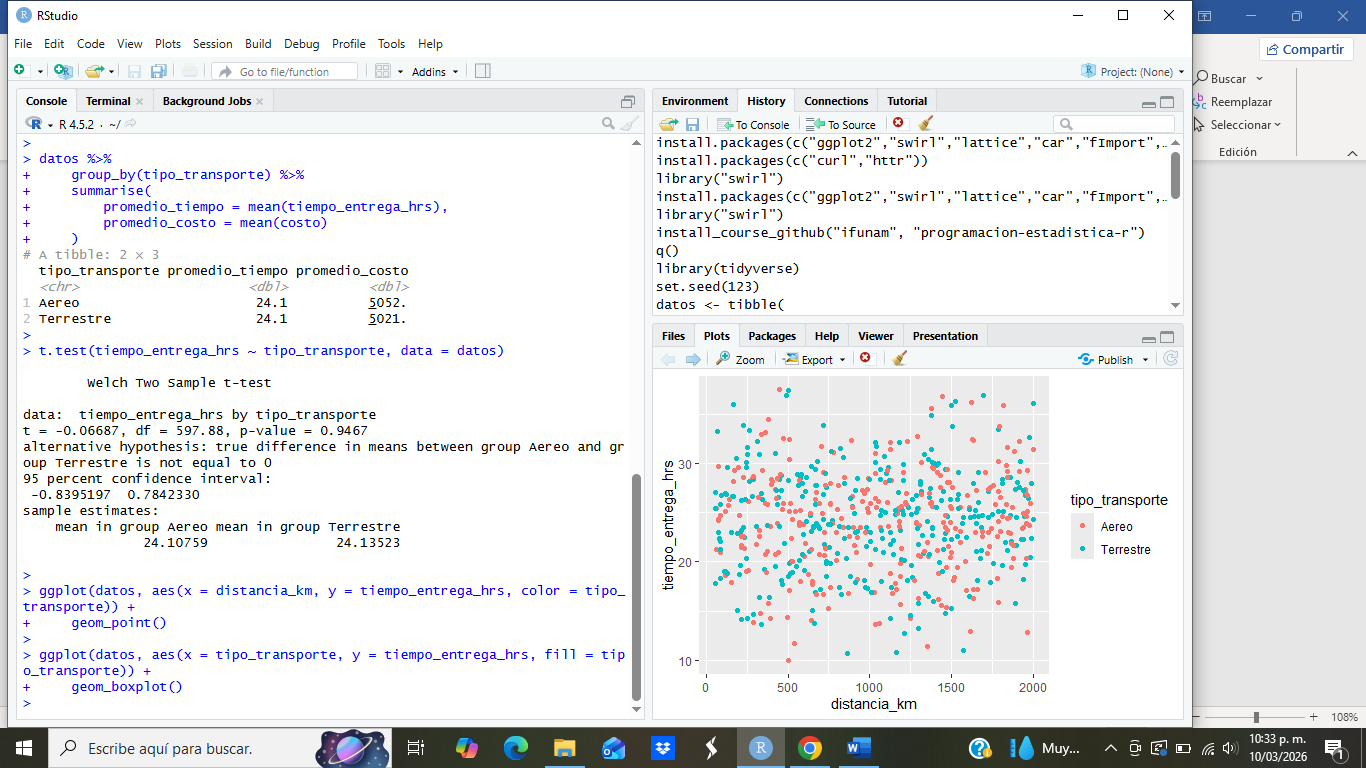 RStudio
File Edit Code View Plots Session Build Debug Profile Tools Help
Go to file/function
Addins
Project: (None)
Console Terminal Background Jobs
R 4.5.2 · ~/
>
> datos %>%
+     group_by(tipo_transporte) %>%
+     summarise(
+         promedio_tiempo = mean(tiempo_entrega_hrs),
+         promedio_costo = mean(costo)
+     )
# A tibble: 2 × 3
  tipo_transporte promedio_tiempo promedio_costo
  <chr>                     <dbl>          <dbl>
1 Aereo                      24.1          5052.
2 Terrestre                  24.1          5021.
>
> t.test(tiempo_entrega_hrs ~ tipo_transporte, data = datos)
Welch Two Sample t-test
data:  tiempo_entrega_hrs by tipo_transporte
t = -0.06687, df = 597.88, p-value = 0.9467
alternative hypothesis: true difference in means between group Aereo and gr
oup Terrestre is not equal to 0
95 percent confidence interval:
 -0.8395197  0.7842330
sample estimates:
    mean in group Aereo mean in group Terrestre
               24.10759                24.13523
>
> ggplot(datos, aes(x = distancia_km, y = tiempo_entrega_hrs, color = tipo_
transporte)) +
+     geom_point()
>
> ggplot(datos, aes(x = tipo_transporte, y = tiempo_entrega_hrs, fill = tip
o_transporte)) +
+     geom_boxplot()
>
Environment History Connections Tutorial
To Console To Source
install.packages(c("ggplot2","swirl","lattice","car","fImport",…
install.packages(c("curl","httr"))
library("swirl")
install.packages(c("ggplot2","swirl","lattice","car","fImport",…
library("swirl")
install_course_github("ifunam", "programacion-estadistica-r")
q()
library(tidyverse)
set.seed(123)
datos <- tibble(
Files Plots Packages Help Viewer Presentation
Zoom Export Publish
tiempo_entrega_hrs
30
20
10
0 500 1000 1500 2000
distancia_km
tipo_transporte
Aereo
Terrestre
Compartir
Buscar
Reemplazar
Seleccionar
Edición
108%
Escribe aquí para buscar.
Muy...
10:33 p. m.
10/03/2026
1